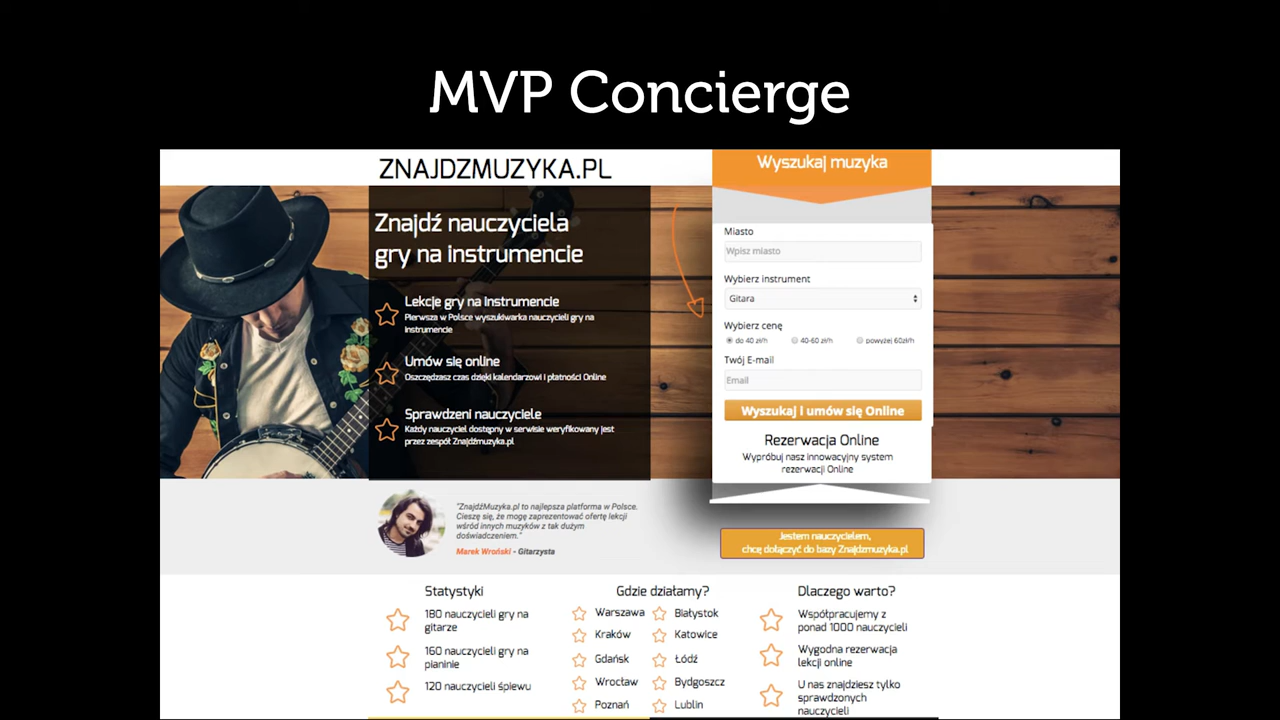 MVP Concierge
ZNAJDZMUZYKA.PL
Znajdź nauczyciela
gry na instrumencie
Lekcje gry na instrumencie
Pierwsza w Polsce wyszukiwarka nauczycieli gry na
instrumencie
Umów się online
Oszczędzasz czas dzięki kalendarzowi i płatności Online
Sprawdzeni nauczyciele
Każdy nauczyciel dostępny w serwisie weryfikowany jest
przez zespół Znajdźmuzyka.pl
Wyszukaj muzyka
Miasto
Wpisz miasto
Wybierz instrument
Gitara
Wybierz cenę
do 40 zł/h 40-60 zł/h powyżej 60zł/h
Twój E-mail
Email
Wyszukaj i umów się Online
Rezerwacja Online
Wypróbuj nasz innowacyjny system
rezerwacji Online
"ZnajdźMuzyka.pl to najlepsza platforma w Polsce.
Cieszę się, że mogę zaprezentować ofertę lekcji
wśród innych muzyków z tak dużym
doświadczeniem."
Marek Wroński - Gitarzysta
Jestem nauczycielem,
chcę dołączyć do bazy Znajdzmuzyka.pl
Statystyki
180 nauczycieli gry na
gitarze
160 nauczycieli gry na
pianinie
120 nauczycieli śpiewu
Gdzie działamy?
Warszawa Białystok
Kraków Katowice
Gdańsk Łódź
Wrocław Bydgoszcz
Poznań Lublin
Dlaczego warto?
Współpracujemy z
ponad 1000 nauczycieli
Wygodna rezerwacja
lekcji online
U nas znajdziesz tylko
sprawdzonych
nauczycieli